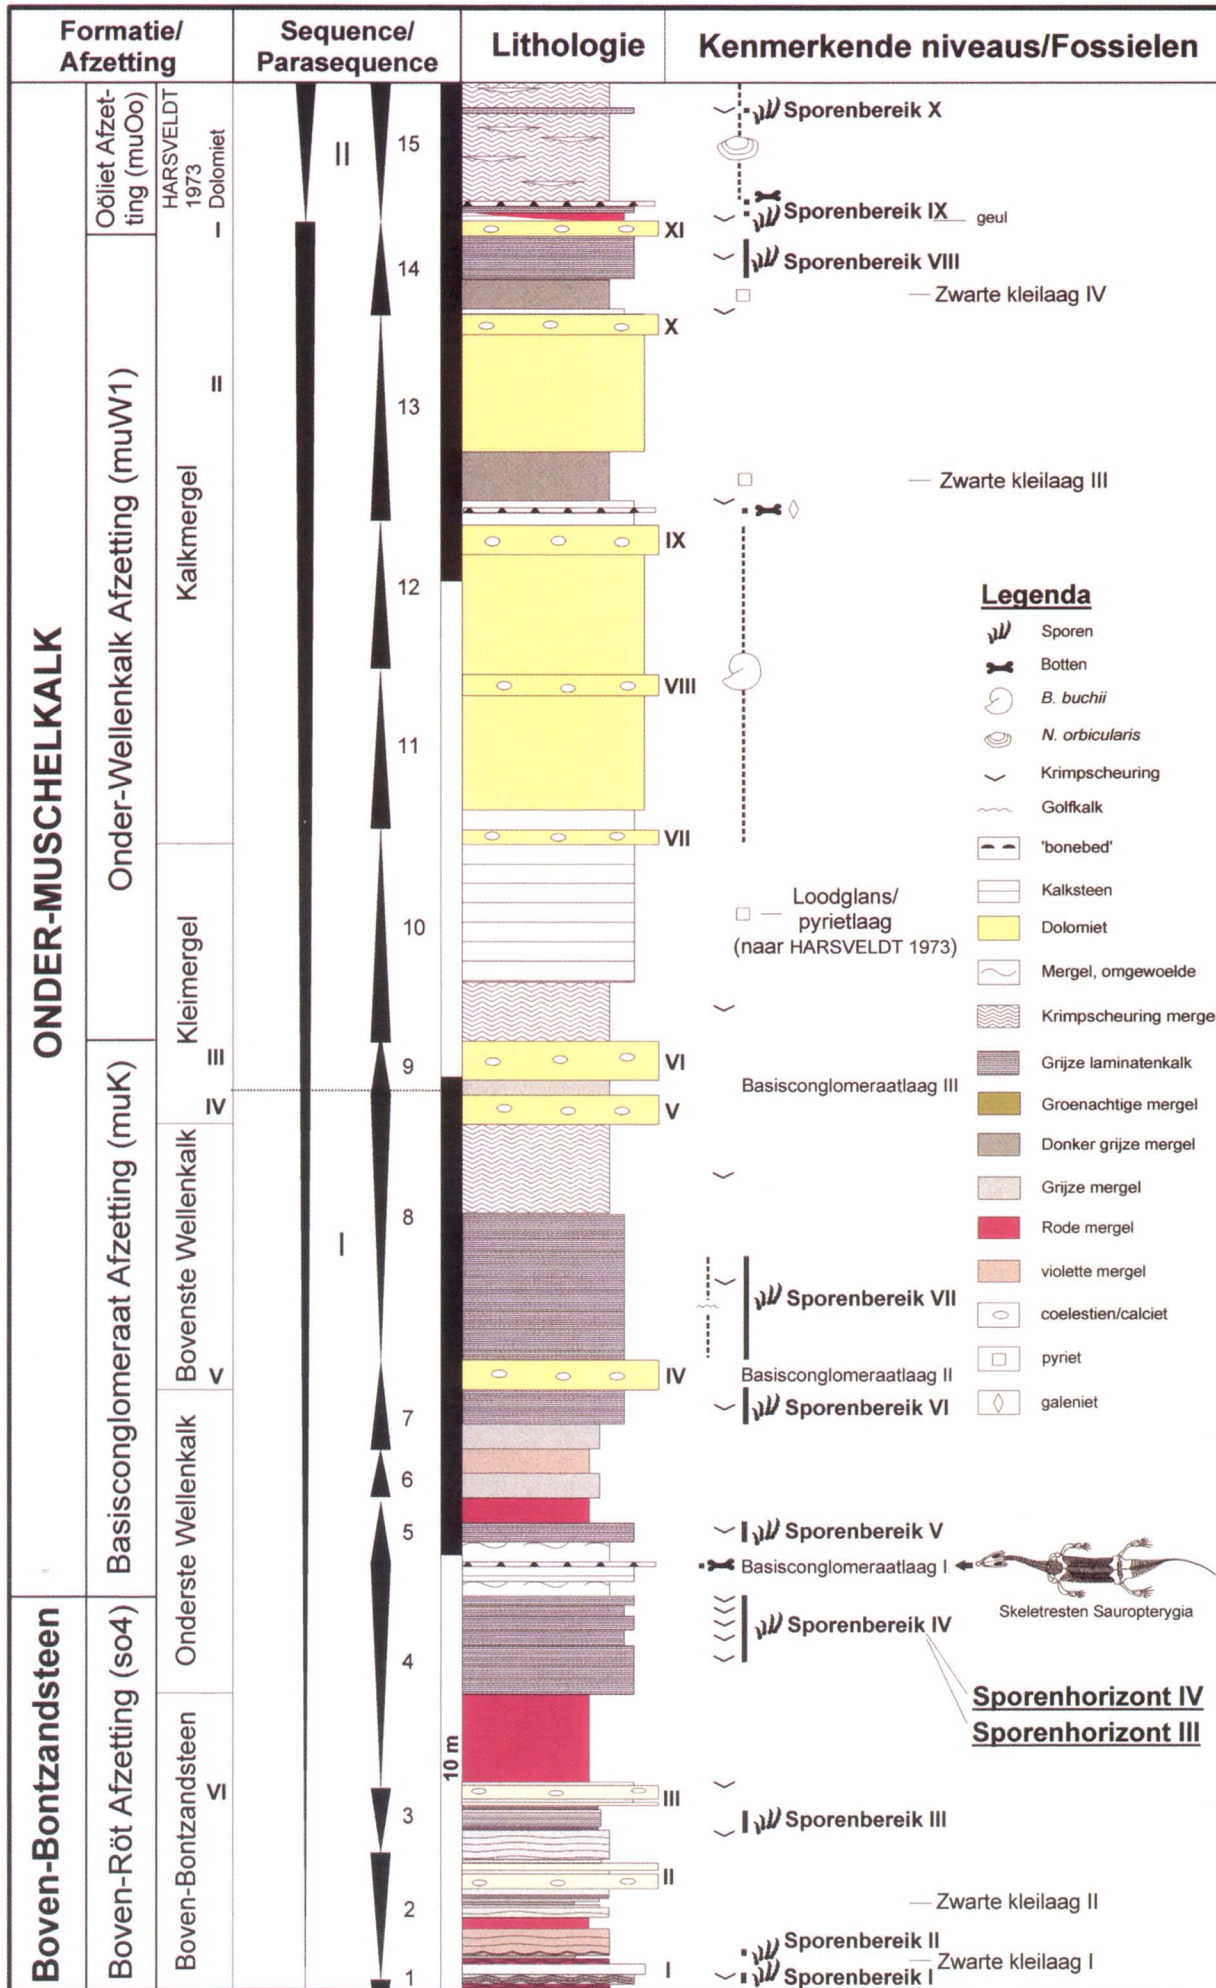 Formatie/
Afzetting
Sequence/
Parasequence
Lithologie
Kenmerkende niveaus/Fossielen
ONDER-MUSCHELKALK
Boven-Bontzandsteen
Oöliet Afzet-
ting (muOo)
Onder-Wellenkalk Afzetting (muW1)
Basisconglomeraat Afzetting (muK)
Boven-Röt Afzetting (so4)
HARSVELDT
1973
Dolomiet
I
II
Kalkmergel
Kleimergel
III
IV
Bovenste Wellenkalk
V
Onderste Wellenkalk
VI
Boven-Bontzandsteen
II
I
15
14
13
12
11
10
9
8
7
6
5
4
3
2
1
10 m
XI
X
IX
VIII
VII
VI
V
IV
III
II
I
Sporenbereik X
Sporenbereik IX
geul
Sporenbereik VIII
Zwarte kleilaag IV
Zwarte kleilaag III
Loodglans/
pyrietlaag
(naar HARSVELDT 1973)
Basisconglomeraatlaag III
Sporenbereik VII
Basisconglomeraatlaag II
Sporenbereik VI
Sporenbereik V
Basisconglomeraatlaag I
Skeletresten Sauropterygia
Sporenbereik IV
Sporenhorizont IV
Sporenhorizont III
Sporenbereik III
Zwarte kleilaag II
Sporenbereik II
Zwarte kleilaag I
Sporenbereik I
Legenda
Sporen
Botten
B. buchii
N. orbicularis
Krimpscheuring
Golfkalk
'bonebed'
Kalksteen
Dolomiet
Mergel, omgewoelde
Krimpscheuring mergel
Grijze laminatenkalk
Groenachtige mergel
Donker grijze mergel
Grijze mergel
Rode mergel
violette mergel
coelestien/calciet
pyriet
galeniet